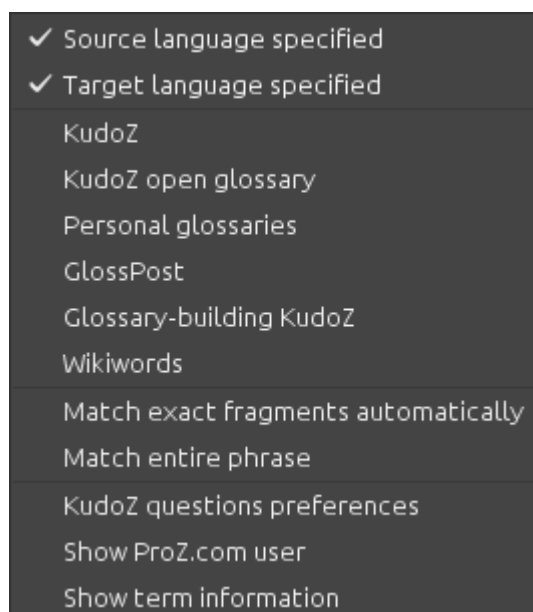 Source language specified
Target language specified
KudoZ
KudoZ open glossary
Personal glossaries
GlossPost
Glossary-building KudoZ
Wikiwords
Match exact fragments automatically
Match entire phrase
KudoZ questions preferences
Show ProZ.com user
Show term information